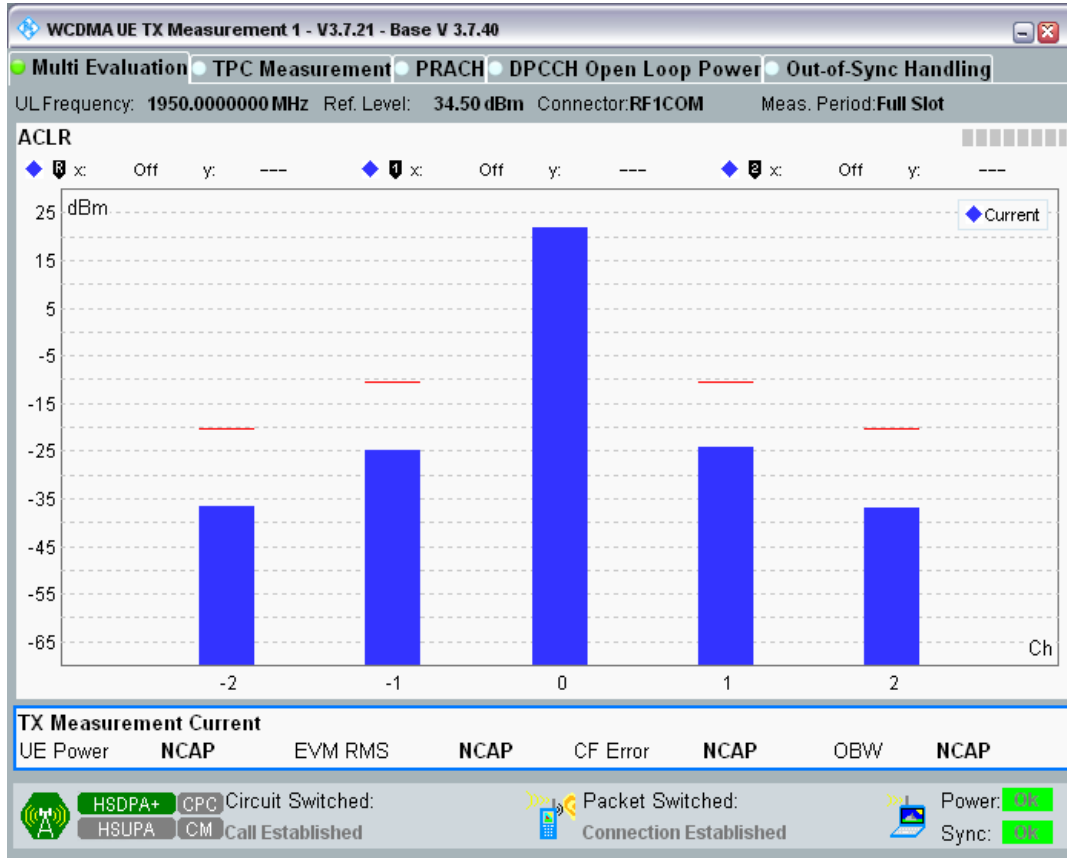 WCDMA UE TX Measurement 1 - V3.7.21 - Base V 3.7.40
Multi Evaluation TPC Measurement PRACH DPCCH Open Loop Power Out-of-Sync Handling
UL Frequency: 1950.0000000 MHz Ref. Level: 34.50 dBm Connector:RF1COM Meas. Period:Full Slot
ACLR
R x: Off y: --- 1 x: Off y: --- 2 x: Off y: ---
dBm
Current
25
15
5
-5
-15
-25
-35
-45
-55
-65
Ch
-2 -1 0 1 2
TX Measurement Current
UE Power NCAP EVM RMS NCAP CF Error NCAP OBW NCAP
HSDPA+ CPC Circuit Switched: Packet Switched: Power: Ok
HSUPA CM Call Established Connection Established Sync: Ok